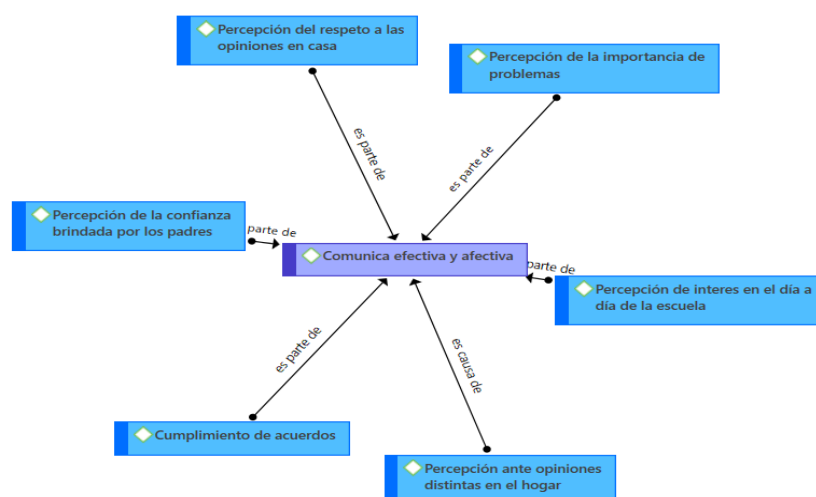 Percepción del respeto a las
opiniones en casa
Percepción de la importancia de
problemas
es parte de
es parte de
Percepción de la confianza
brindada por los padres
parte de
Comunica efectiva y afectiva
parte de
Percepción de interes en el día a
día de la escuela
es parte de
es causa de
Cumplimiento de acuerdos
Percepción ante opiniones
distintas en el hogar